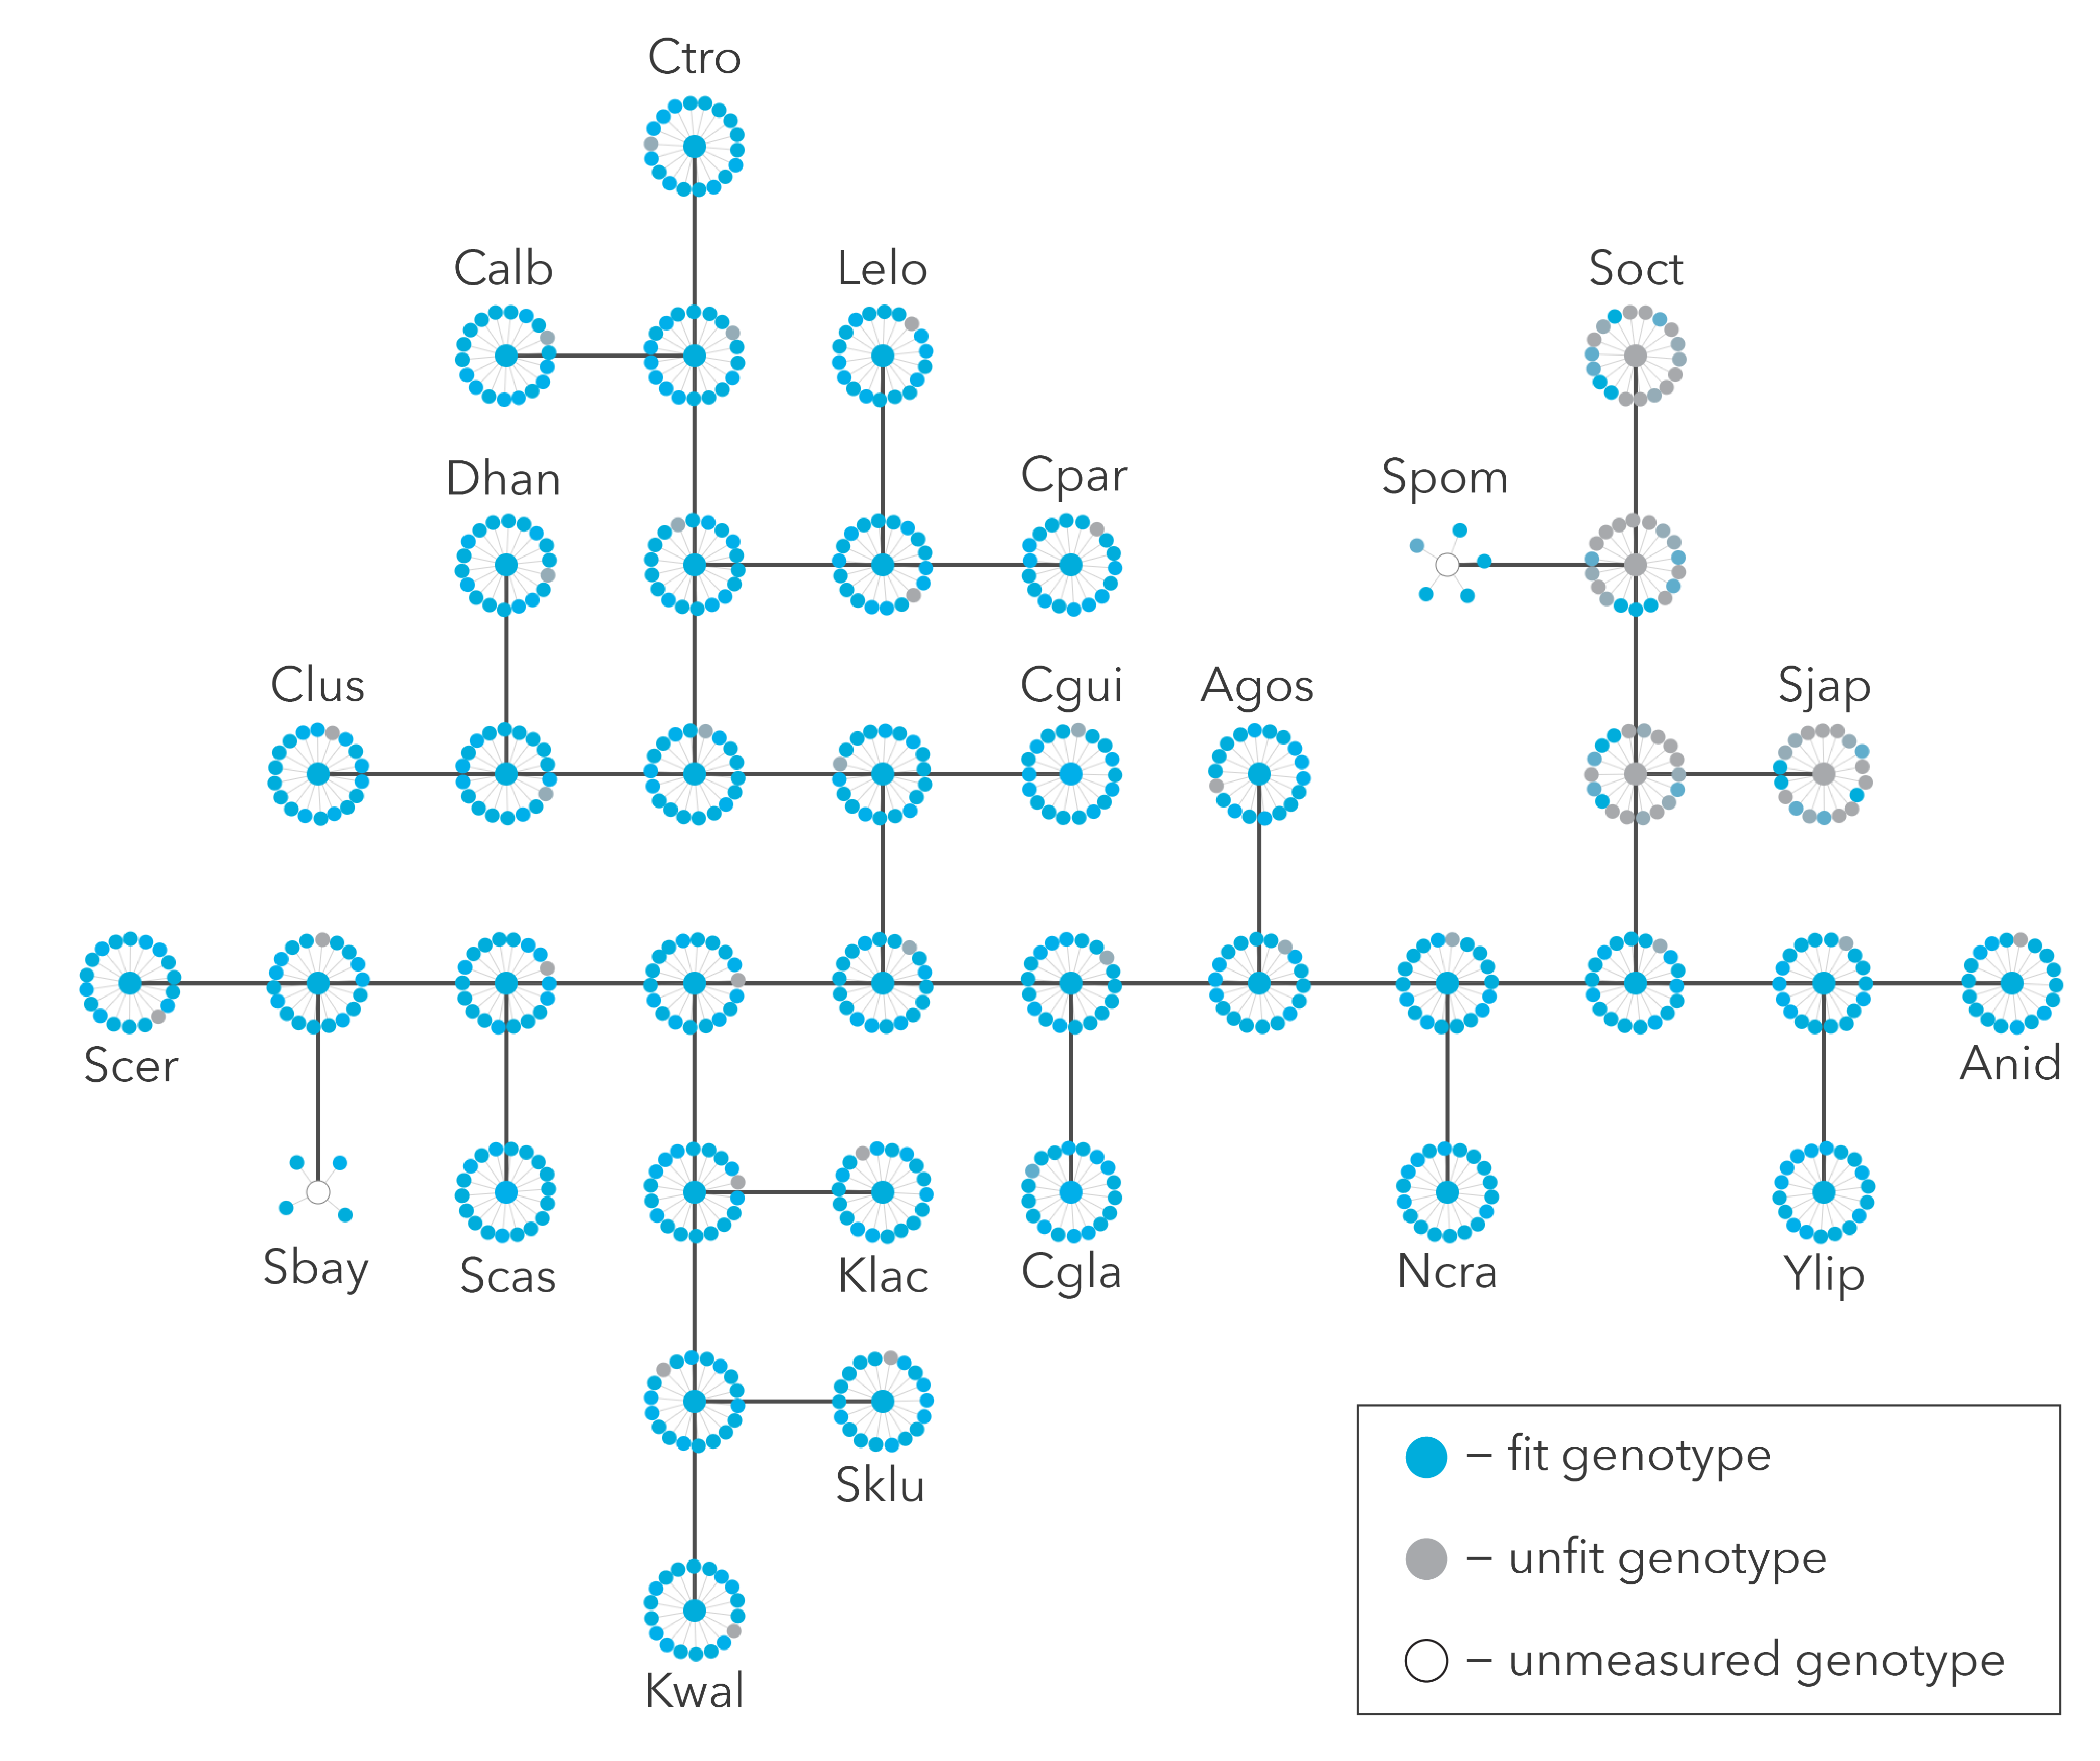 Ctro
Calb
Lelo
Soct
Dhan
Cpar
Spom
Clus
Cgui
Agos
Sjap
Scer
Anid
Sbay
Scas
Klac
Cgla
Ncra
Ylip
Sklu
Kwal
– fit genotype
– unfit genotype
– unmeasured genotype